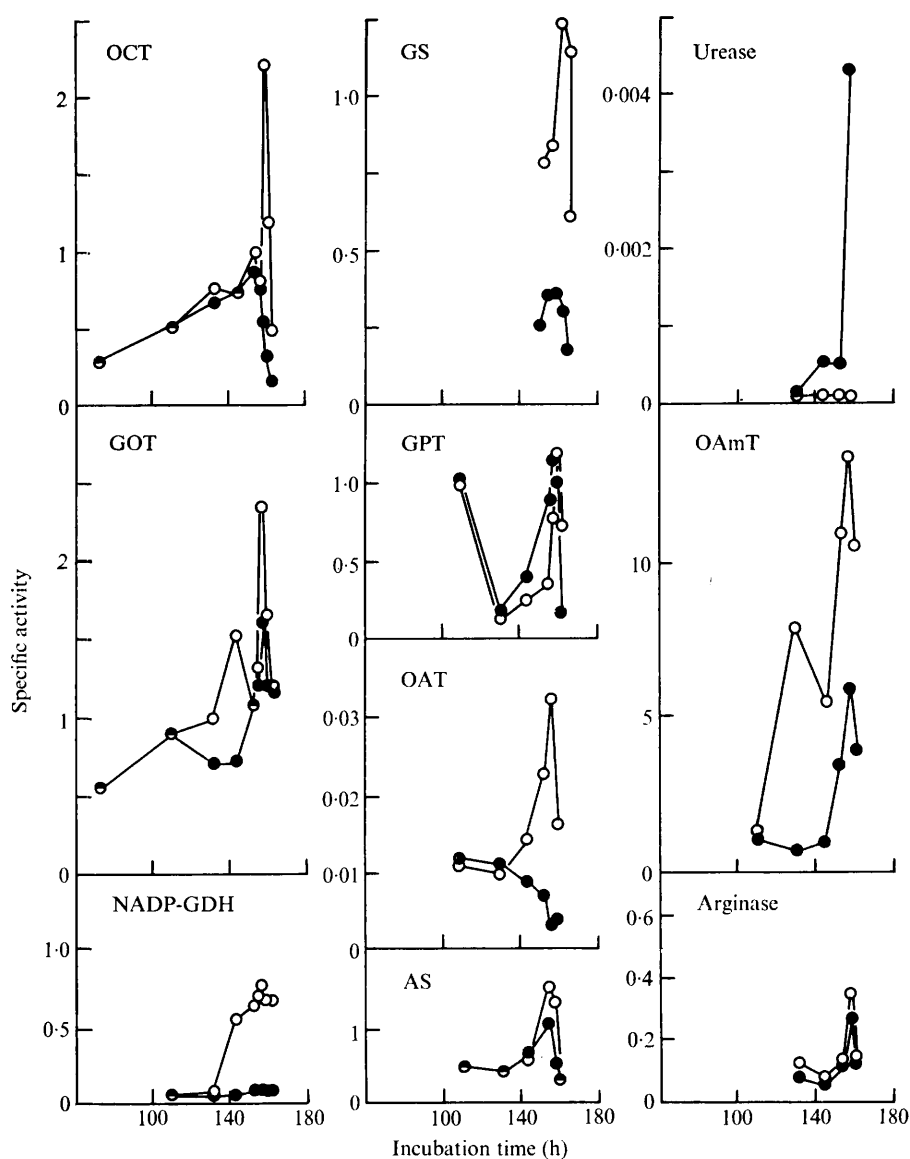 OCT
2
1
0
GS
1·0
0·5
0
Urease
0·004
0·002
0
GOT
2
1
0
GPT
1·0
0·5
0
OAmT
10
5
0
OAT
0·03
0·02
0·01
0
NADP-GDH
1·0
0·5
0
AS
1
0
Arginase
0·6
0·4
0·2
0
Specific activity
100 140 180
100 140 180
100 140 180
Incubation time (h)